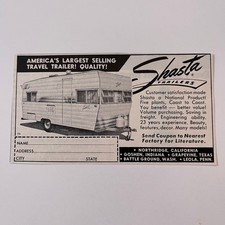 AMERICA'S LARGEST SELLING
TRAVEL TRAILER! QUALITY!
Shasta
TRAILERS
Customer satisfaction made
Shasta a National Product!
Five plants, Coast to Coast.
You benefit — better value!
Volume purchasing. Saving in
freight. Engineering ability.
23 years experience. Beauty,
features, decor. Many models!
Send Coupon to Nearest
Factory for Literature.
• NORTHRIDGE, CALIFORNIA
• GOSHEN, INDIANA • GRAPEVINE, TEXAS
• BATTLE GROUND, WASH. • LEOLA, PENN.
NAME
ADDRESS
CITY STATE